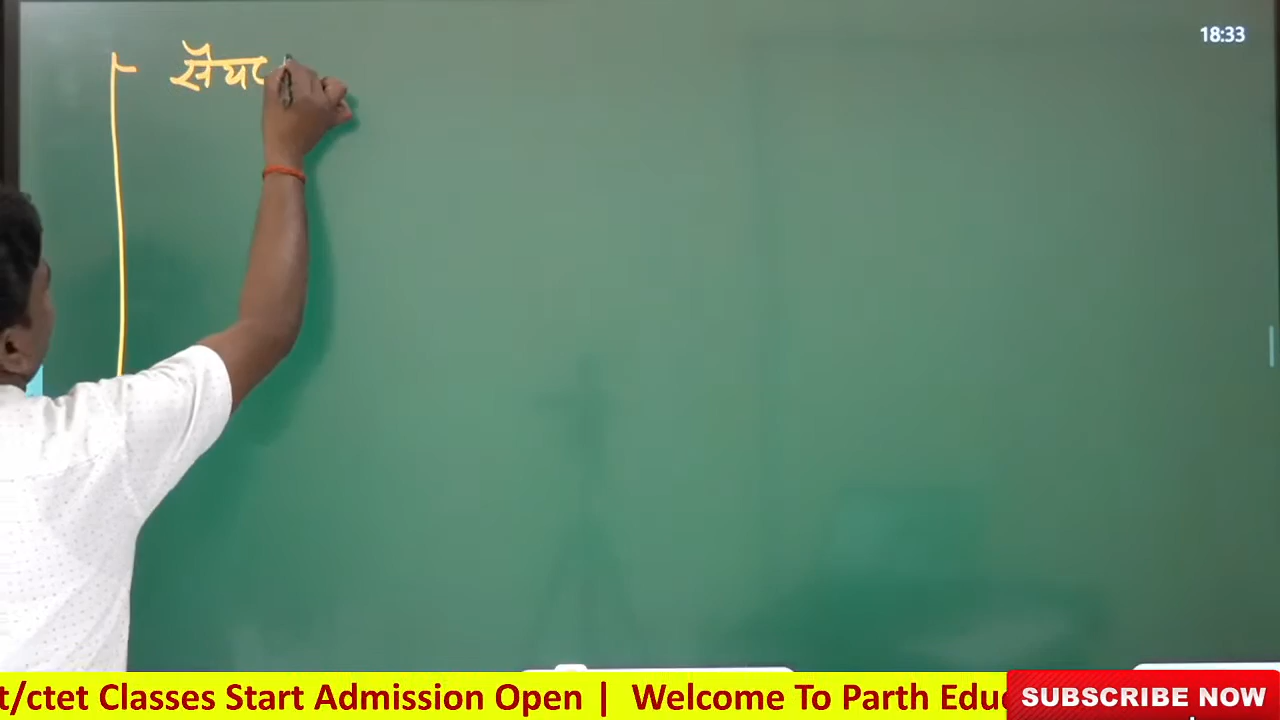 18:33
सैय
t/ctet Classes Start Admission Open | Welcome To Parth Educ
SUBSCRIBE NOW